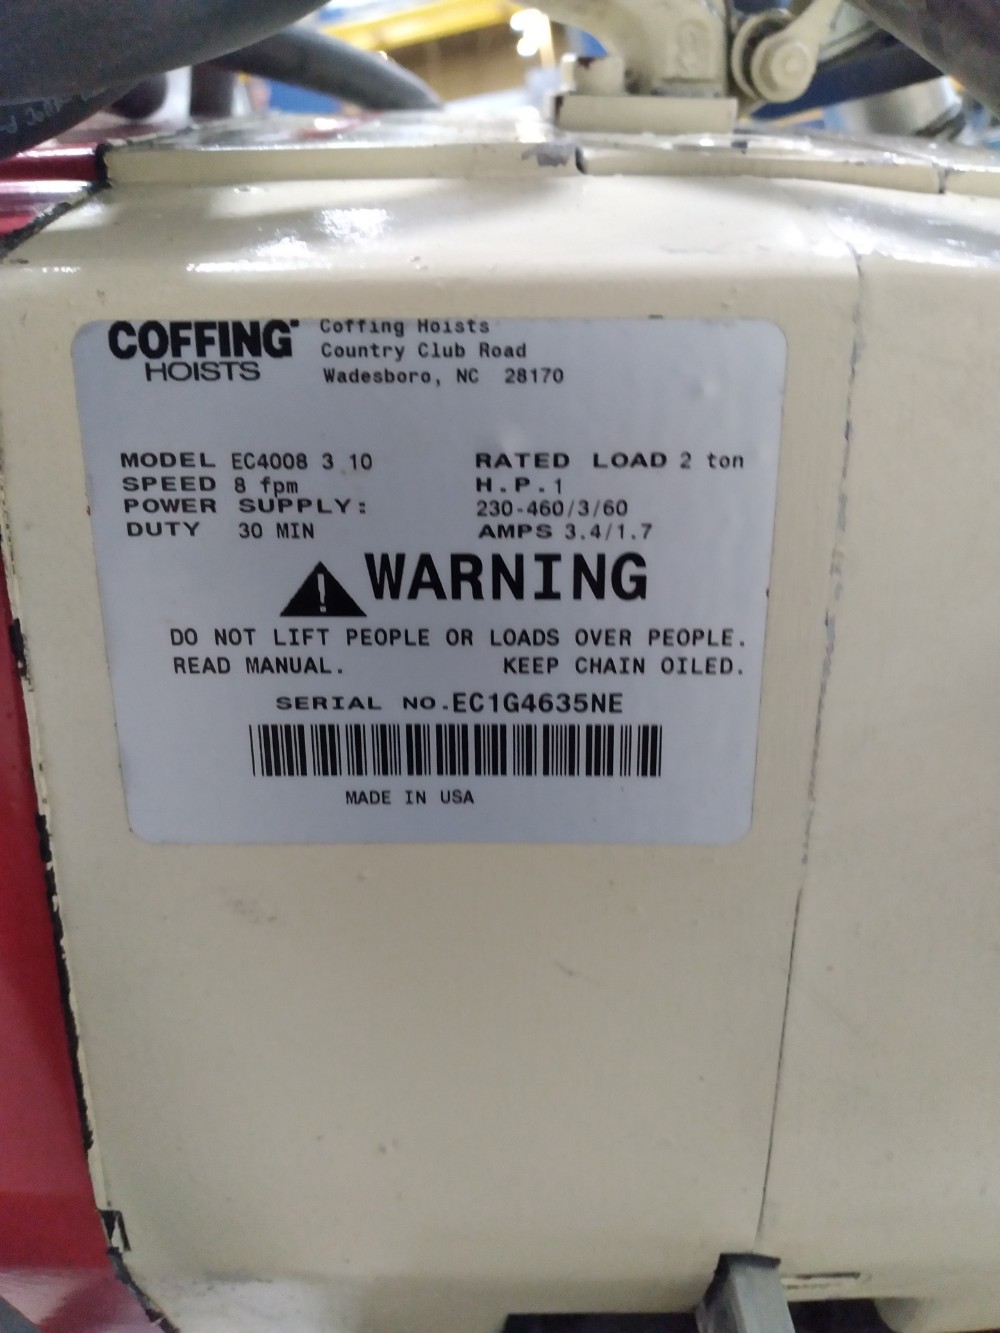 COFFING
HOISTS
Coffing Hoists
Country Club Road
Wadesboro, NC 28170
MODEL EC4008 3 10 RATED LOAD 2 ton
SPEED 8 fpm H.P. 1
POWER SUPPLY: 230-460/3/60
DUTY 30 MIN AMPS 3.4/1.7
WARNING
DO NOT LIFT PEOPLE OR LOADS OVER PEOPLE.
READ MANUAL. KEEP CHAIN OILED.
SERIAL NO. EC1G4635NE
MADE IN USA